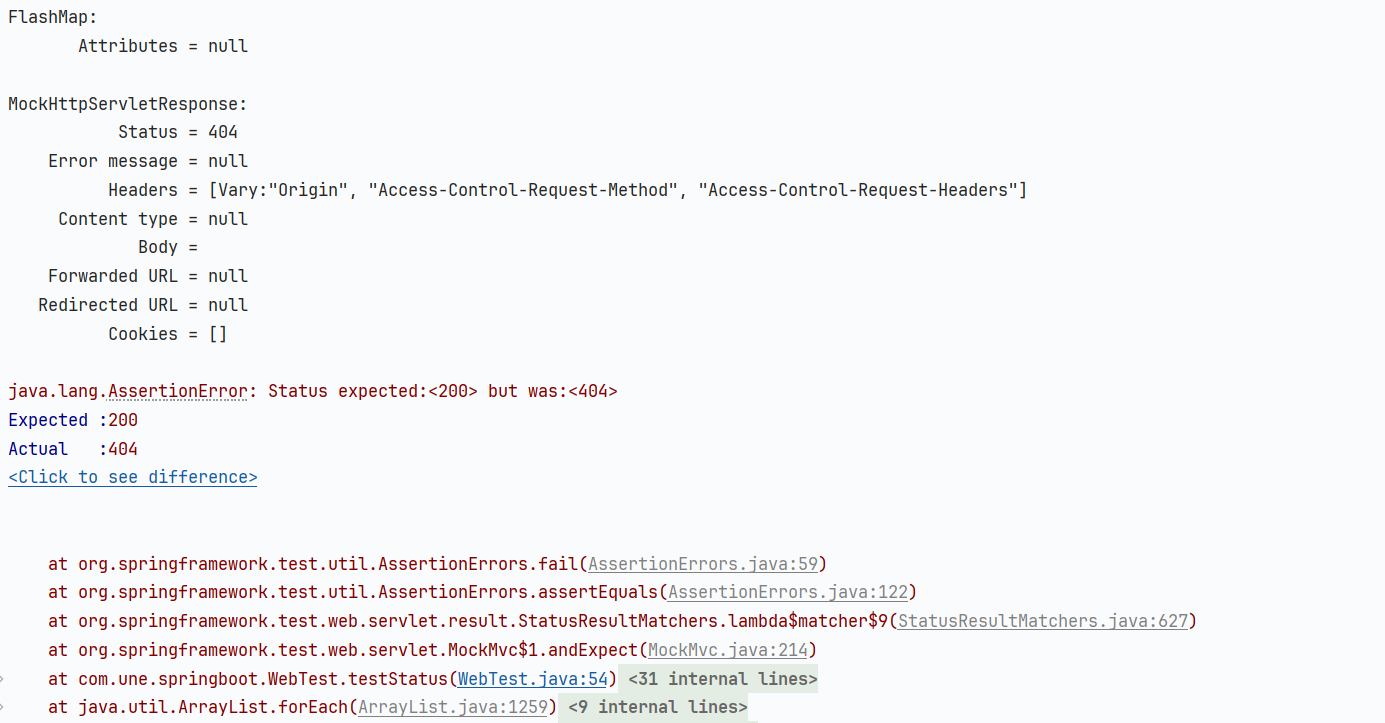 FlashMap:
Attributes = null
MockHttpServletResponse:
Status = 404
Error message = null
Headers = [Vary:"Origin", "Access-Control-Request-Method", "Access-Control-Request-Headers"]
Content type = null
Body =
Forwarded URL = null
Redirected URL = null
Cookies = []
java.lang.AssertionError: Status expected:<200> but was:<404>
Expected :200
Actual   :404
<Click to see difference>
at org.springframework.test.util.AssertionErrors.fail(AssertionErrors.java:59)
at org.springframework.test.util.AssertionErrors.assertEquals(AssertionErrors.java:122)
at org.springframework.test.web.servlet.result.StatusResultMatchers.lambda$matcher$9(StatusResultMatchers.java:627)
at org.springframework.test.web.servlet.MockMvc$1.andExpect(MockMvc.java:214)
at com.une.springboot.WebTest.testStatus(WebTest.java:54) <31 internal lines>
at java.util.ArrayList.forEach(ArrayList.java:1259) <9 internal lines>